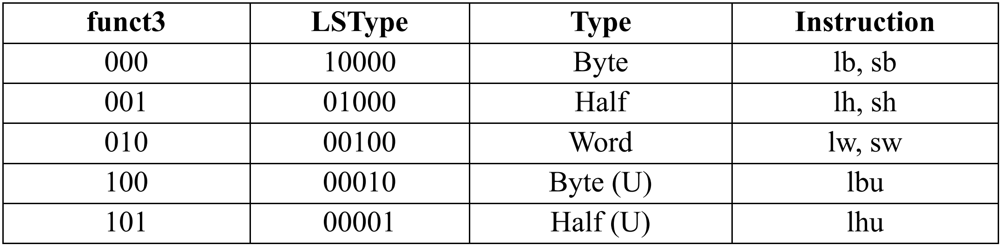 funct3 LSType Type Instruction
000 10000 Byte lb, sb
001 01000 Half lh, sh
010 00100 Word lw, sw
100 00010 Byte (U) lbu
101 00001 Half (U) lhu